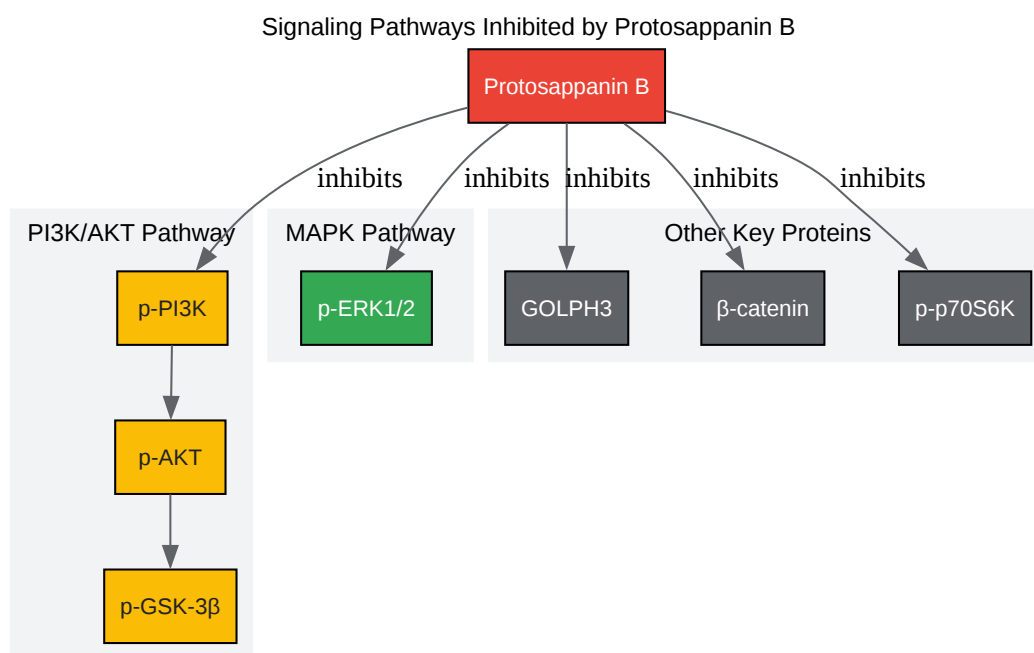 Signaling Pathways Inhibited by Protosappanin B
Protosappanin B
inhibits
inhibits
inhibits
inhibits
inhibits
PI3K/AKT Pathway
MAPK Pathway
Other Key Proteins
p-PI3K
p-ERK1/2
GOLPH3
β-catenin
p-p70S6K
p-AKT
p-GSK-3β